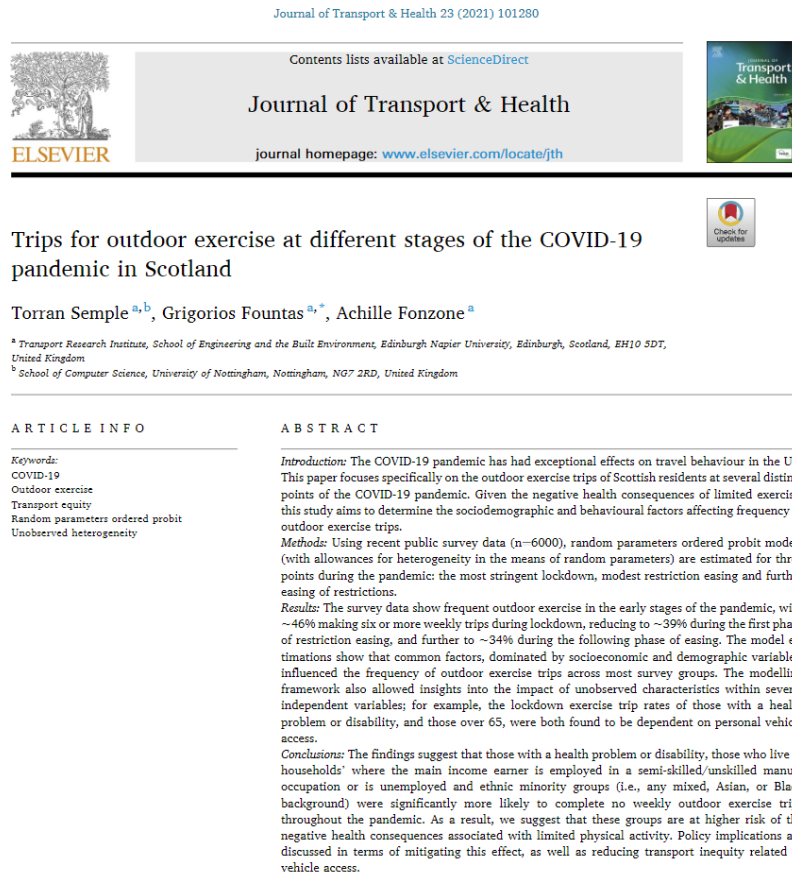 Journal of Transport & Health 23 (2021) 101280
Contents lists available at ScienceDirect
Journal of Transport & Health
journal homepage: www.elsevier.com/locate/jth
ELSEVIER
JOURNAL OF
Transport
& Health
Check for
updates
Trips for outdoor exercise at different stages of the COVID-19
pandemic in Scotland
Torran Semple a,b, Grigorios Fountas a,*, Achille Fonzone a
a Transport Research Institute, School of Engineering and the Built Environment, Edinburgh Napier University, Edinburgh, Scotland, EH10 5DT,
United Kingdom
b School of Computer Science, University of Nottingham, Nottingham, NG7 2RD, United Kingdom
ARTICLE INFO
Keywords:
COVID-19
Outdoor exercise
Transport equity
Random parameters ordered probit
Unobserved heterogeneity
ABSTRACT
Introduction: The COVID-19 pandemic has had exceptional effects on travel behaviour in the U
This paper focuses specifically on the outdoor exercise trips of Scottish residents at several distin
points of the COVID-19 pandemic. Given the negative health consequences of limited exercis
this study aims to determine the sociodemographic and behavioural factors affecting frequency
outdoor exercise trips.
Methods: Using recent public survey data (n=6000), random parameters ordered probit mode
(with allowances for heterogeneity in the means of random parameters) are estimated for thr
points during the pandemic: the most stringent lockdown, modest restriction easing and furth
easing of restrictions.
Results: The survey data show frequent outdoor exercise in the early stages of the pandemic, wi
~46% making six or more weekly trips during lockdown, reducing to ~39% during the first pha
of restriction easing, and further to ~34% during the following phase of easing. The model e
timations show that common factors, dominated by socioeconomic and demographic variable
influenced the frequency of outdoor exercise trips across most survey groups. The modelli
framework also allowed insights into the impact of unobserved characteristics within sever
independent variables; for example, the lockdown exercise trip rates of those with a healt
problem or disability, and those over 65, were both found to be dependent on personal vehic
access.
Conclusions: The findings suggest that those with a health problem or disability, those who live
households' where the main income earner is employed in a semi-skilled/unskilled manu
occupation or is unemployed and ethnic minority groups (i.e., any mixed, Asian, or Blac
background) were significantly more likely to complete no weekly outdoor exercise tri
throughout the pandemic. As a result, we suggest that these groups are at higher risk of th
negative health consequences associated with limited physical activity. Policy implications a
discussed in terms of mitigating this effect, as well as reducing transport inequity related
vehicle access.